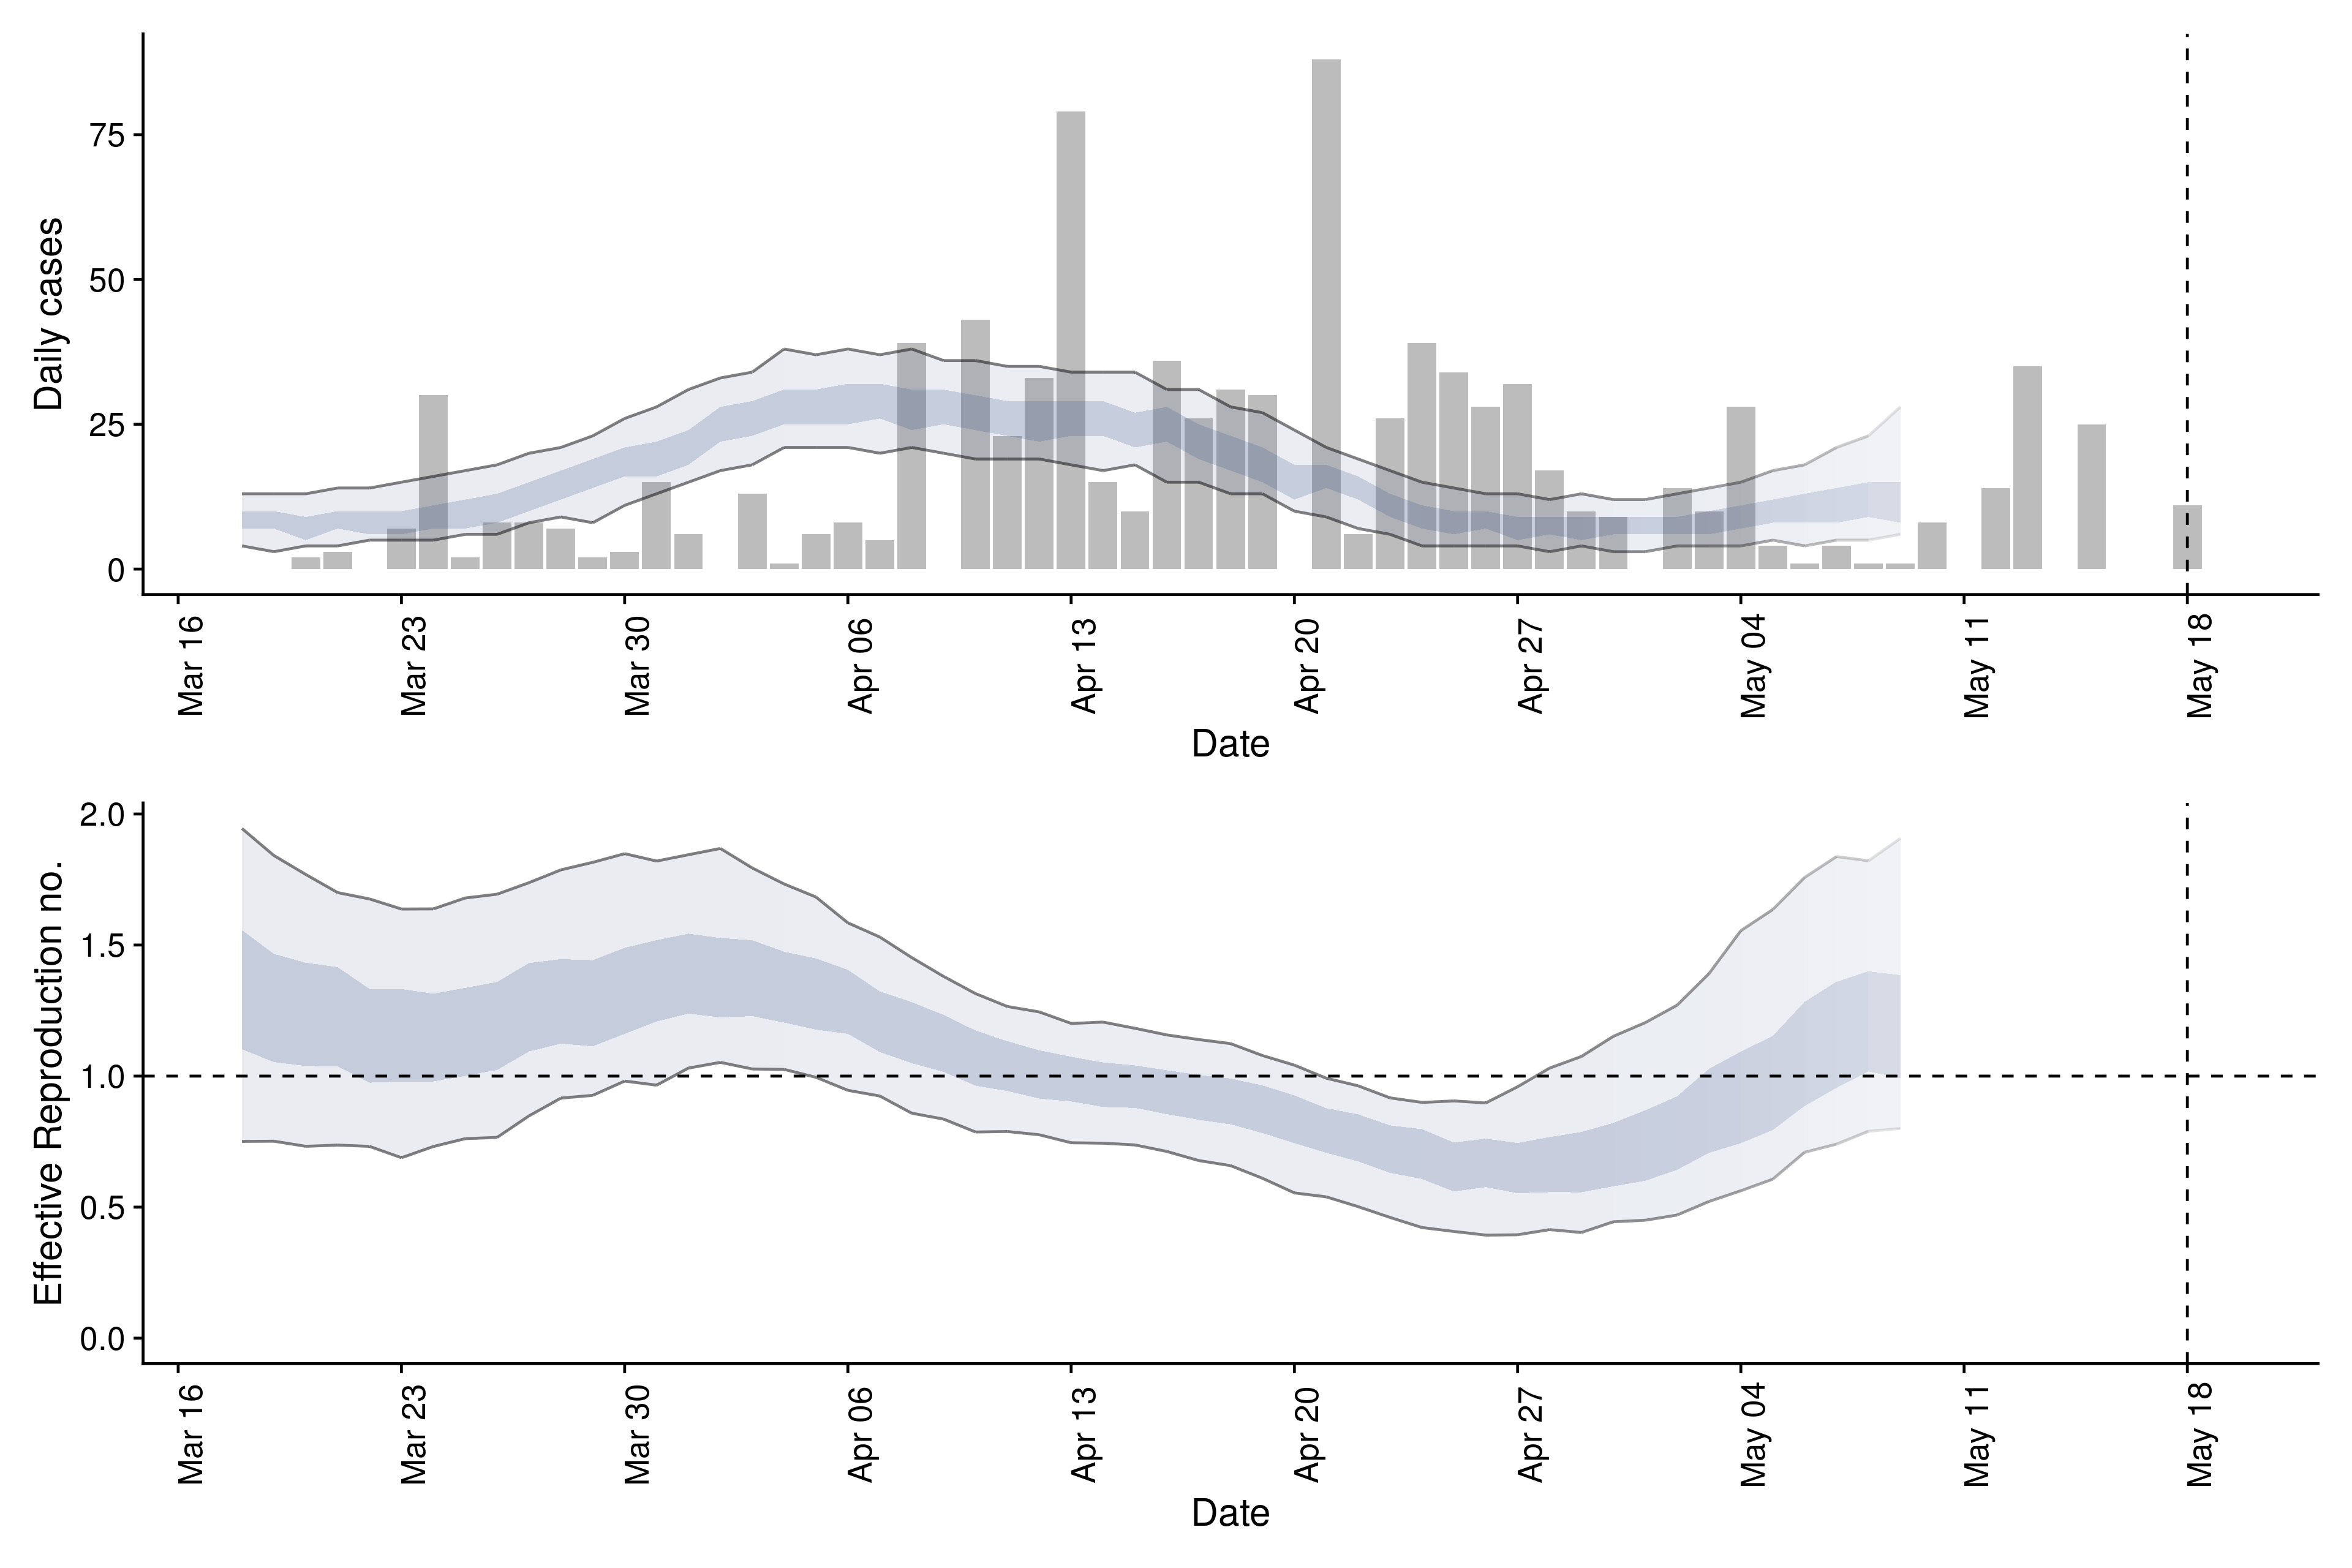 Daily cases
75
50
25
0
Mar 16
Mar 23
Mar 30
Apr 06
Apr 13
Apr 20
Apr 27
May 04
May 11
May 18
Date
Effective Reproduction no.
2.0
1.5
1.0
0.5
0.0
Mar 16
Mar 23
Mar 30
Apr 06
Apr 13
Apr 20
Apr 27
May 04
May 11
May 18
Date